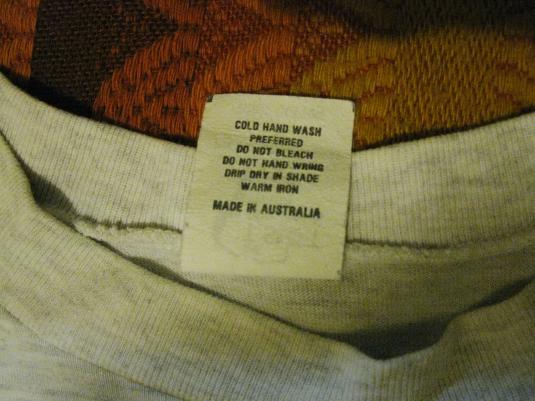 COLD HAND WASH
PREFERRED
DO NOT BLEACH
DO NOT HAND WRING
DRIP DRY IN SHADE
WARM IRON
MADE IN AUSTRALIA